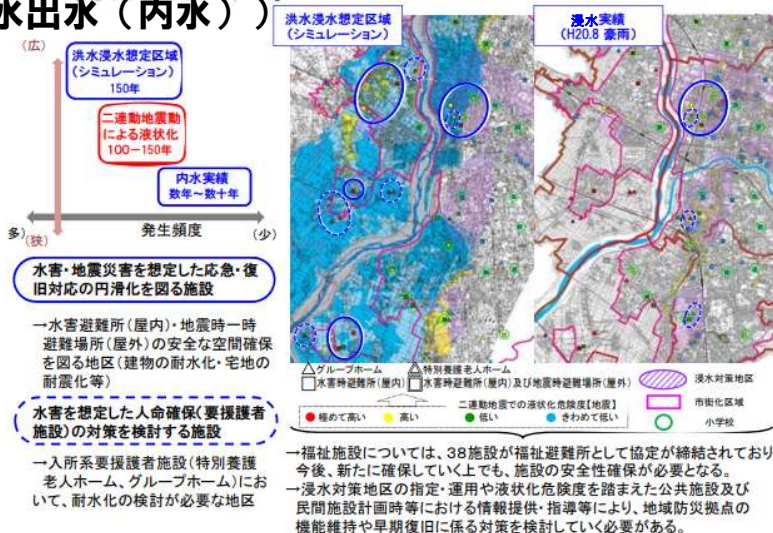 水出水（内水））
（広）
洪水浸水想定区域
（シミュレーション）
150年
二連動地震動
による液状化
100－150年
内水実績
数年～数十年
多）
（狭）
発生頻度
（少）
水害・地震災害を想定した応急・復
旧対応の円滑化を図る施設
→水害避難所（屋内）・地震時一時
避難場所（屋外）の安全な空間確保
を図る地区（建物の耐水化・宅地の
耐震化等）
水害を想定した人命確保（要援護者
施設）の対策を検討する施設
→入所系要援護者施設（特別養護
老人ホーム、グループホーム）にお
いて、耐水化の検討が必要な地区
洪水浸水想定区域
（シミュレーション）
浸水実績
（H20.8 豪雨）
グループホーム
特別養護老人ホーム
水害時避難所（屋内）
水害時避難所（屋内）及び地震時避難場所（屋外）
二連動地震での液状化危険度【地震】
極めて高い
高い
低い
きわめて低い
浸水対策地区
市街化区域
小学校
→福祉施設については、38施設が福祉避難所として協定が締結されており
今後、新たに確保していく上でも、施設の安全性確保が必要となる。
→浸水対策地区の指定・運用や液状化危険度を踏まえた公共施設及び
民間施設計画時等における情報提供・指導等により、地域防災拠点の
機能維持や早期復旧に係る対策を検討していく必要がある。